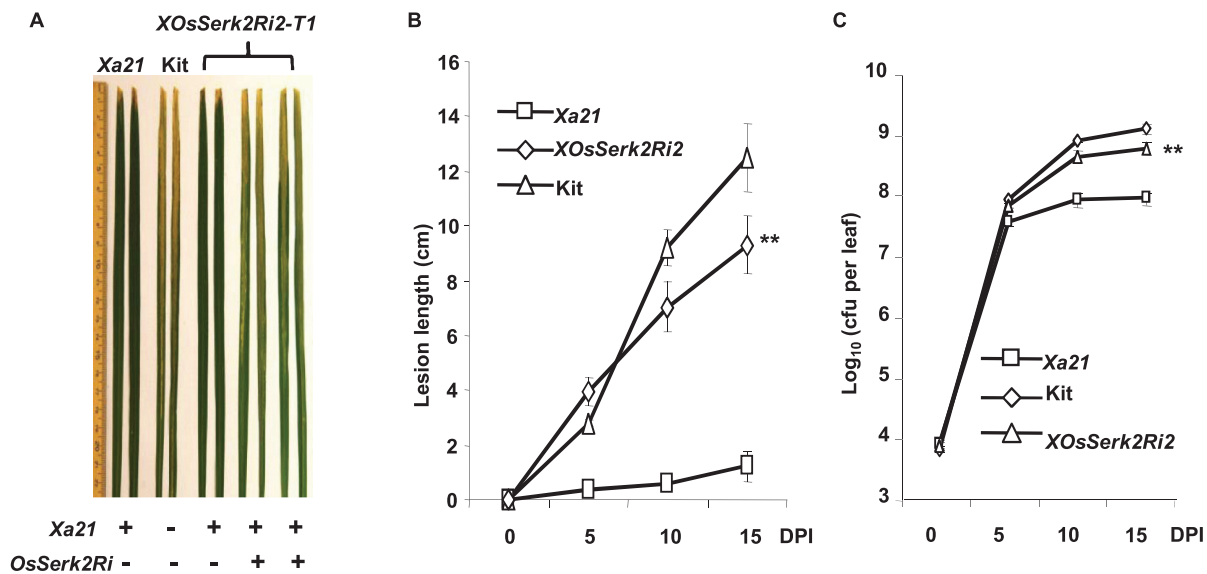 A
XOsSerk2Ri2-T1
Xa21 Kit
Xa21 + - + + +
OsSerk2Ri - - - + +
B
Lesion length (cm)
16
14
12
10
8
6
4
2
0
Xa21
XOsSerk2Ri2
Kit
**
0 5 10 15 DPI
C
Log10 (cfu per leaf)
10
9
8
7
6
5
4
3
**
Xa21
Kit
XOsSerk2Ri2
0 5 10 15 DPI